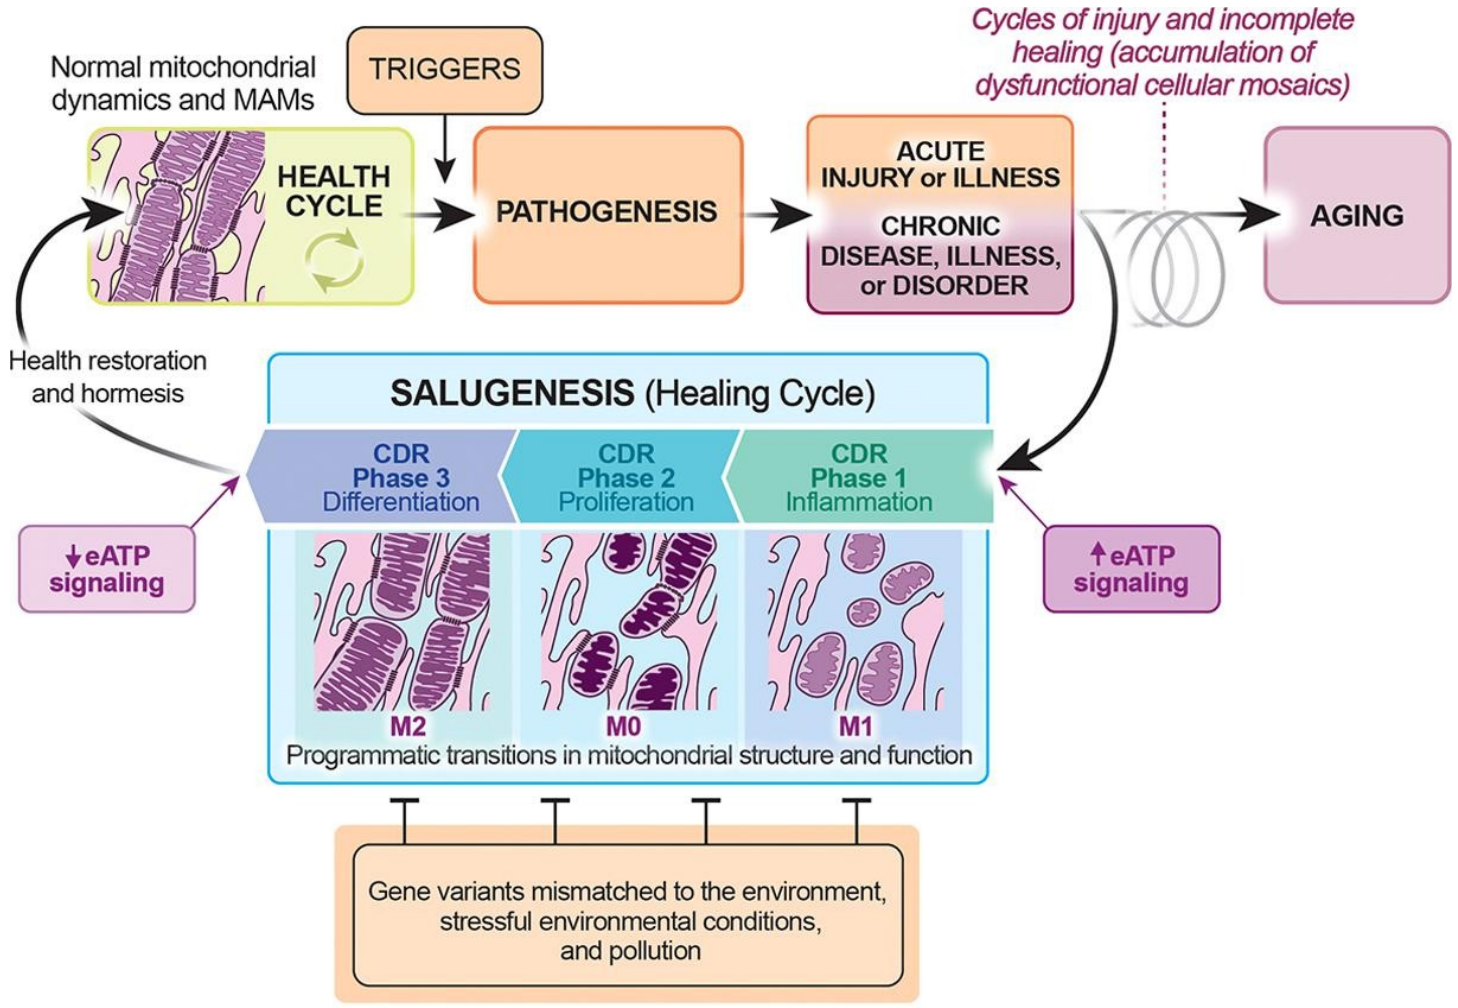 Cycles of injury and incomplete
healing (accumulation of
dysfunctional cellular mosaics)
Normal mitochondrial
dynamics and MAMs
TRIGGERS
HEALTH
CYCLE
PATHOGENESIS
ACUTE
INJURY or ILLNESS
CHRONIC
DISEASE, ILLNESS,
or DISORDER
AGING
Health restoration
and hormesis
SALUGENESIS (Healing Cycle)
CDR
Phase 3
Differentiation
CDR
Phase 2
Proliferation
CDR
Phase 1
Inflammation
↓eATP
signaling
↑eATP
signaling
M2
M0
M1
Programmatic transitions in mitochondrial structure and function
Gene variants mismatched to the environment,
stressful environmental conditions,
and pollution